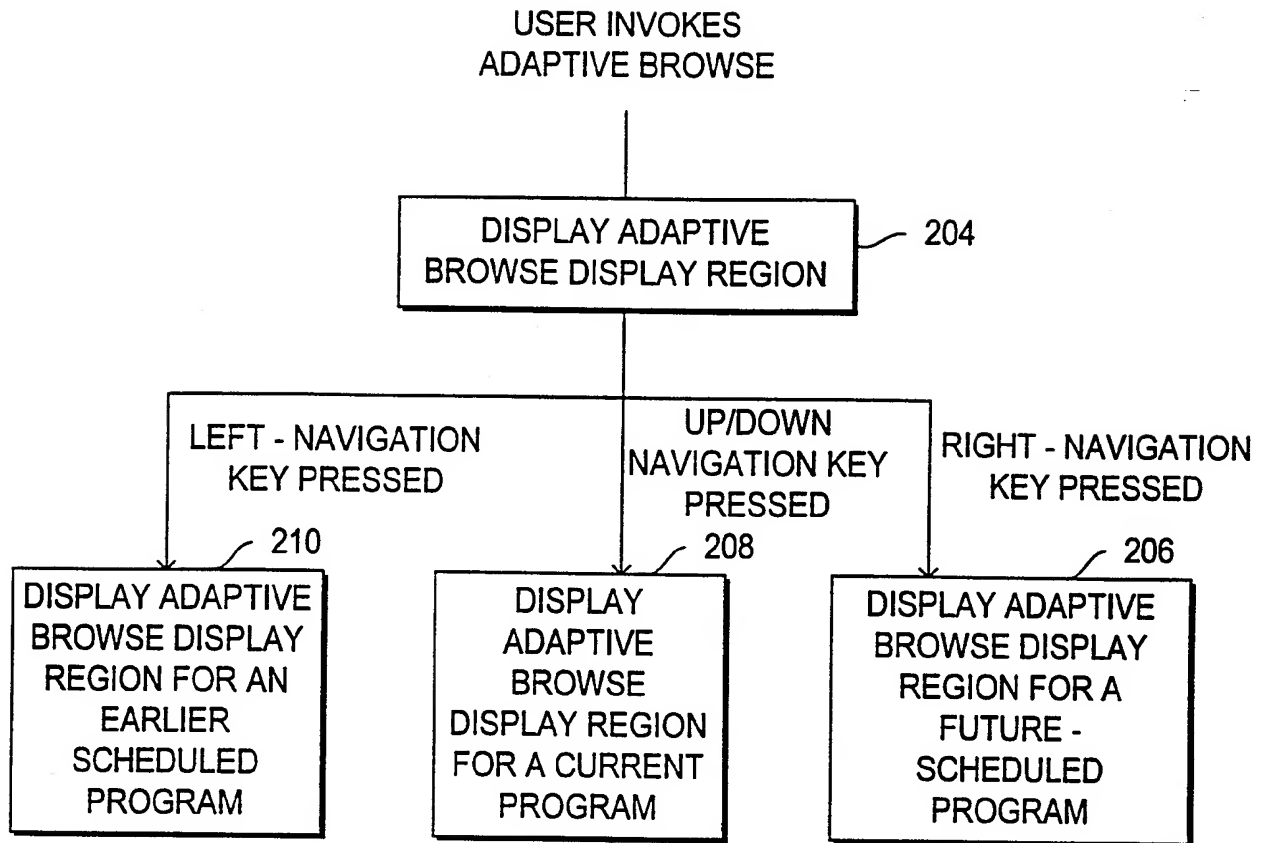 USER INVOKES
ADAPTIVE BROWSE
DISPLAY ADAPTIVE
BROWSE DISPLAY REGION
204
LEFT - NAVIGATION
KEY PRESSED
UP/DOWN
NAVIGATION KEY
PRESSED
RIGHT - NAVIGATION
KEY PRESSED
210
DISPLAY ADAPTIVE
BROWSE DISPLAY
REGION FOR AN
EARLIER
SCHEDULED
PROGRAM
208
DISPLAY
ADAPTIVE
BROWSE
DISPLAY REGION
FOR A CURRENT
PROGRAM
206
DISPLAY ADAPTIVE
BROWSE DISPLAY
REGION FOR A
FUTURE -
SCHEDULED
PROGRAM